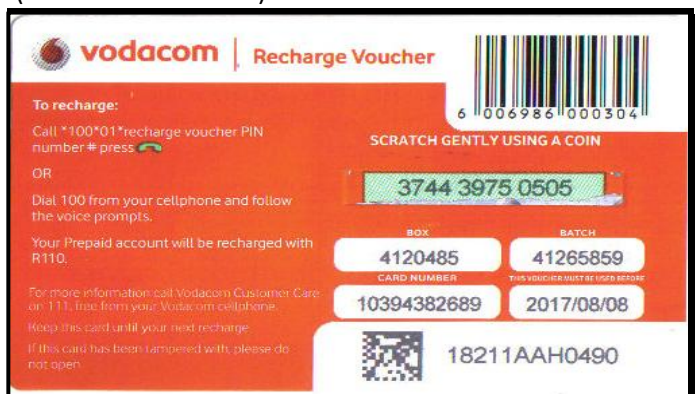 vodacom | Recharge Voucher
6 006986 000304
To recharge:
Call *100*01*recharge voucher PIN
number # press
OR
Dial 100 from your cellphone and follow
the voice prompts.
Your Prepaid account will be recharged with
R110.
For more information call Vodacom Customer Care
on 111, free from your Vodacom cellphone.
Keep this card until your next recharge
If this card has been tampered with, please do
not open.
SCRATCH GENTLY USING A COIN
3744 3975 0505
BOX
4120485
BATCH
41265859
CARD NUMBER
10394382689
THIS VOUCHER MUST BE USED BEFORE
2017/08/08
18211AAH0490